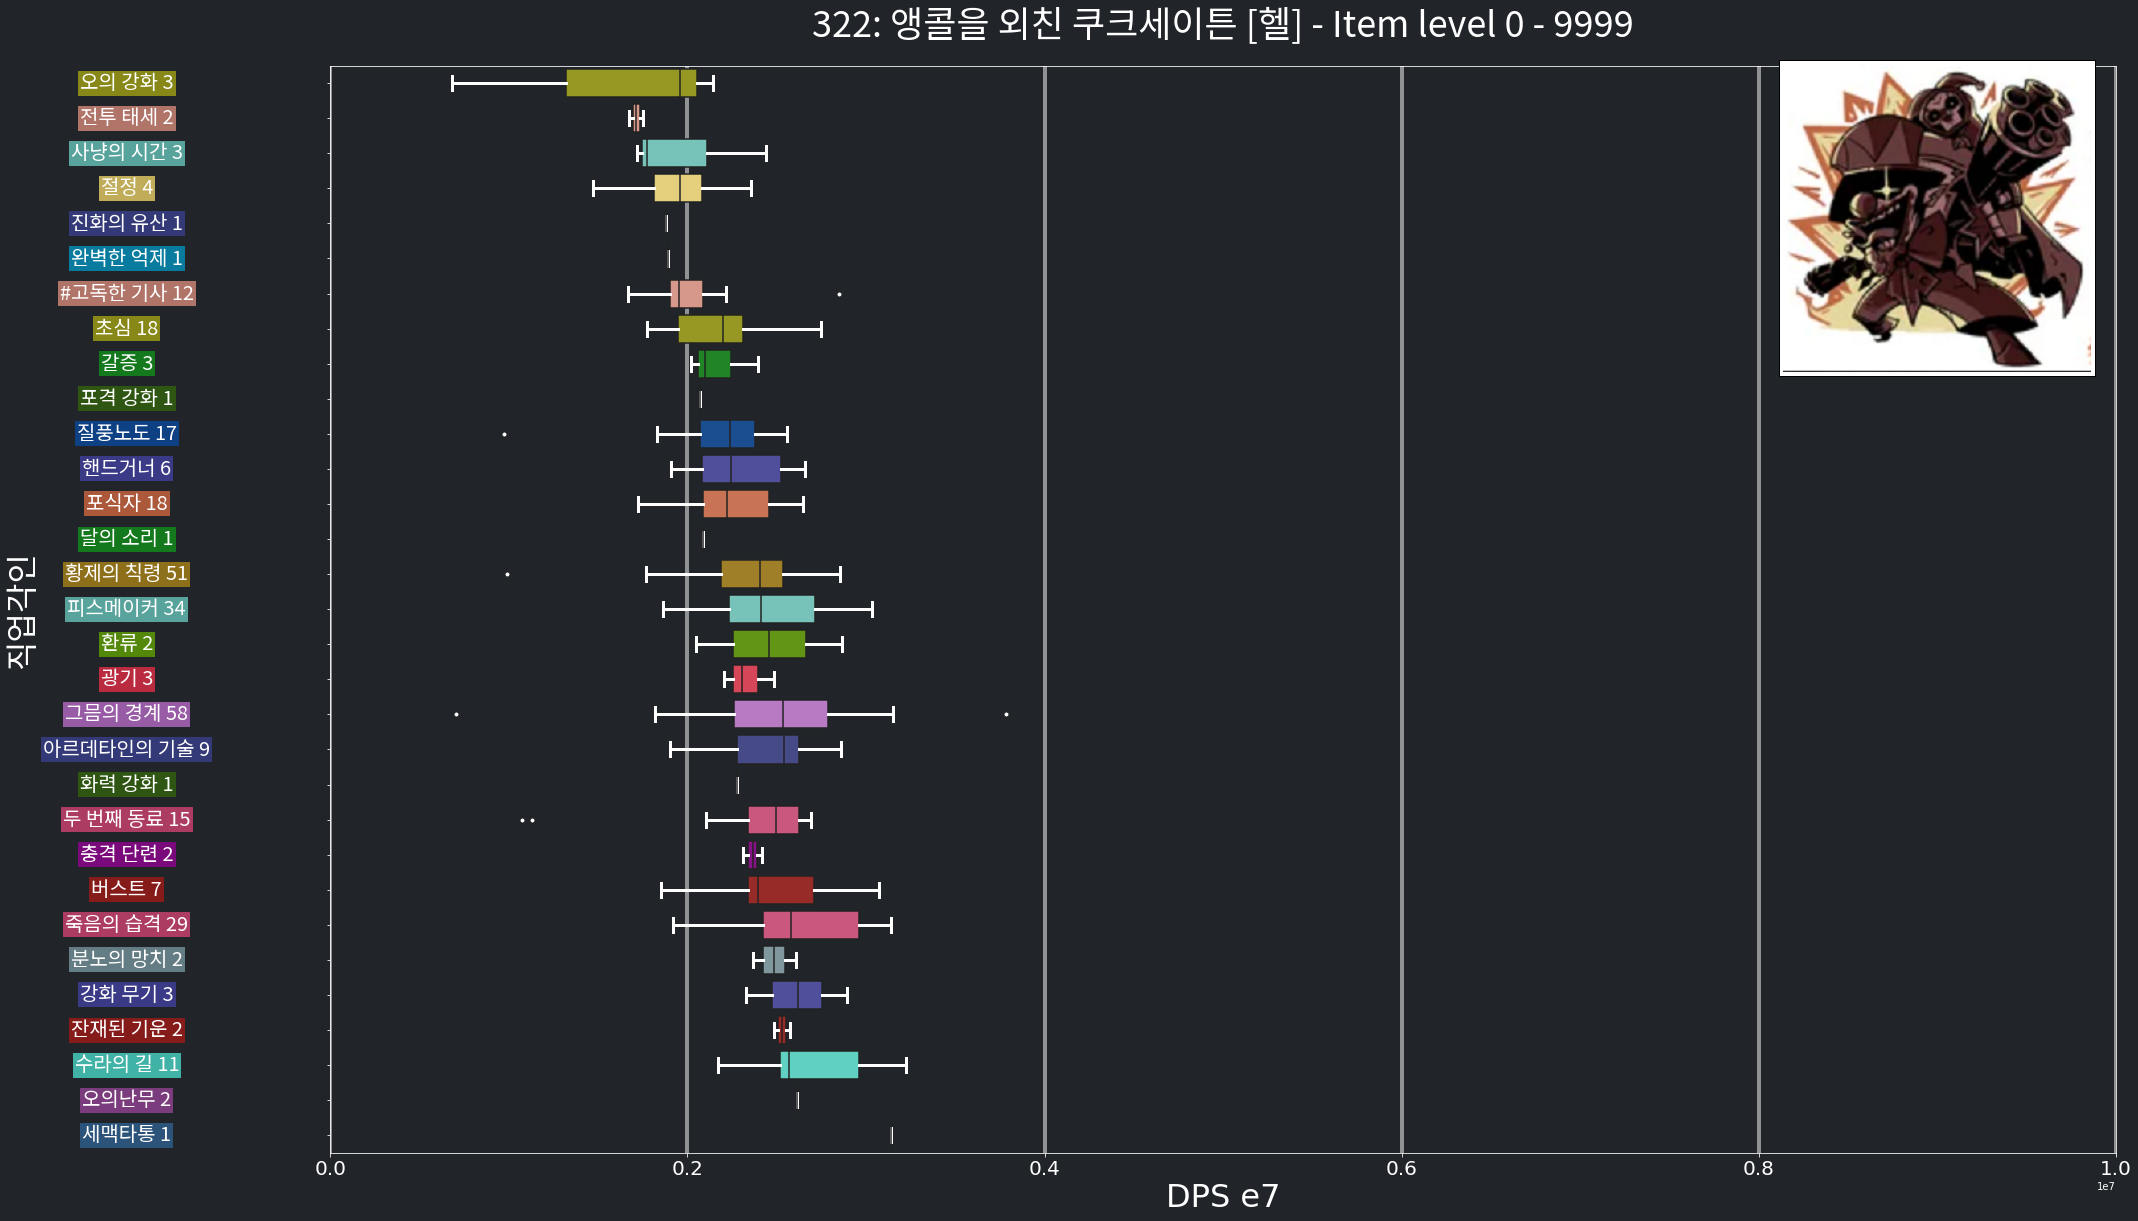 322: 앵콜을 외친 쿠크세이튼 [헬] - Item level 0 - 9999
직업각인
오의 강화 3
전투 태세 2
사냥의 시간 3
절정 4
진화의 유산 1
완벽한 억제 1
#고독한 기사 12
초심 18
갈증 3
포격 강화 1
질풍노도 17
핸드거너 6
포식자 18
달의 소리 1
황제의 칙령 51
피스메이커 34
환류 2
광기 3
그믐의 경계 58
아르데타인의 기술 9
화력 강화 1
두 번째 동료 15
충격 단련 2
버스트 7
죽음의 습격 29
분노의 망치 2
강화 무기 3
잔재된 기운 2
수라의 길 11
오의난무 2
세맥타통 1
0.0 0.2 0.4 0.6 0.8 1.0
1e7
DPS e7